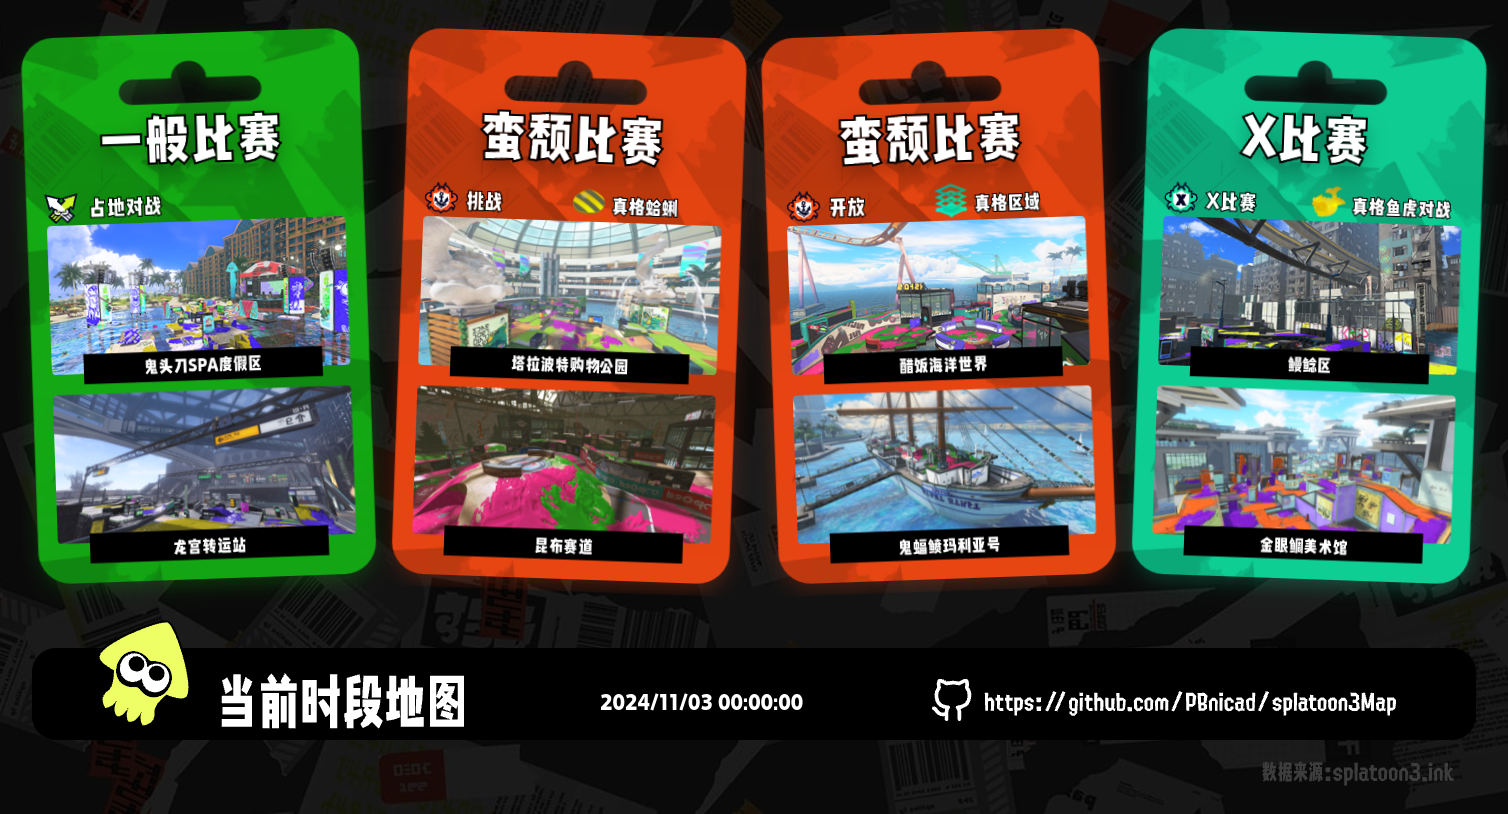 一般比赛
占地对战
鬼头刀SPA度假区
龙宫转运站
蛮颓比赛
挑战
真格蛤蜊
塔拉波特购物公园
昆布赛道
蛮颓比赛
开放
真格区域
醋饭海洋世界
鬼蝠鲼玛利亚号
X比赛
X比赛
真格鱼虎对战
鳗鲶区
金眼鲷美术馆
当前时段地图
2024/11/03 00:00:00
https://github.com/PBnicad/splatoon3Map
数据来源:splatoon3.ink